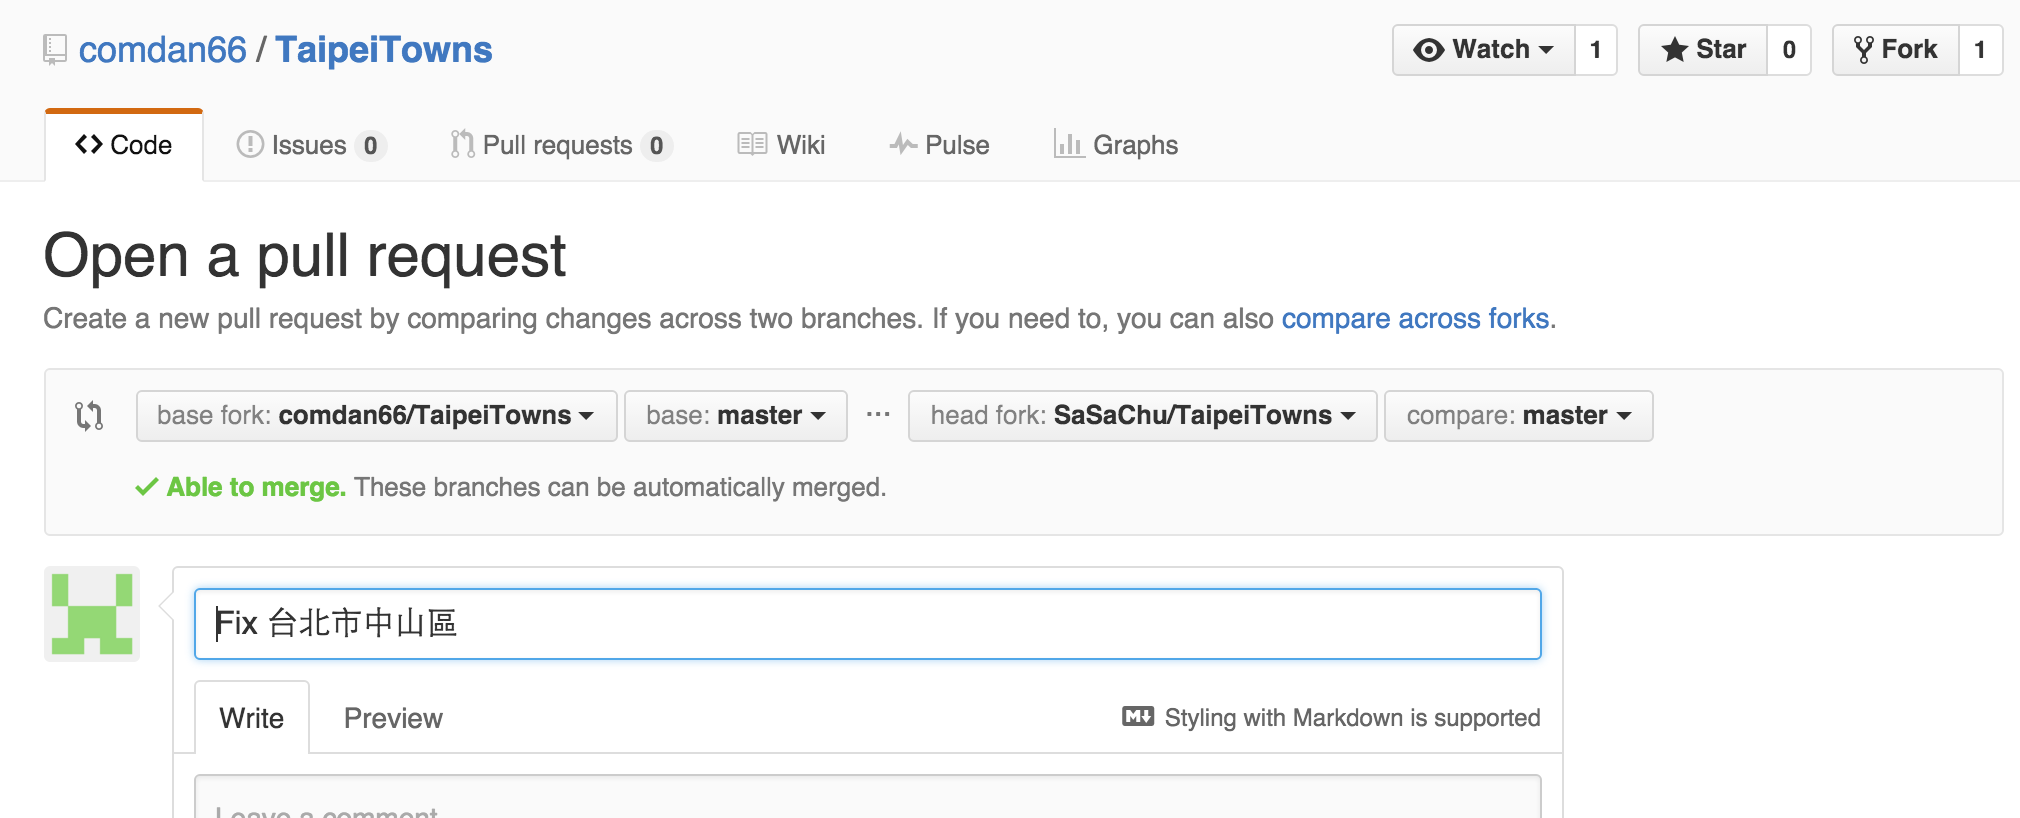 comdan66 / TaipeiTowns
Watch 1 Star 0 Fork 1
Code Issues 0 Pull requests 0 Wiki Pulse Graphs
Open a pull request
Create a new pull request by comparing changes across two branches. If you need to, you can also compare across forks.
base fork: comdan66/TaipeiTowns base: master ... head fork: SaSaChu/TaipeiTowns compare: master
Able to merge. These branches can be automatically merged.
Fix 台北市中山區
Write Preview Styling with Markdown is supported
Leave a comment